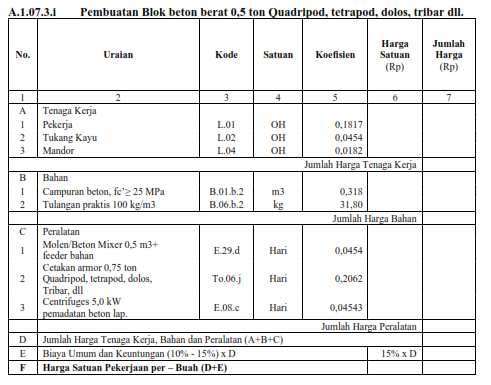 A.1.07.3.i Pembuatan Blok beton berat 0,5 ton Quadripod, tetrapod, dolos, tribar dll.
No. Uraian Kode Satuan Koefisien Harga Satuan (Rp) Jumlah Harga (Rp)
1 2 3 4 5 6 7
A Tenaga Kerja
1 Pekerja L.01 OH 0,1817
2 Tukang Kayu L.02 OH 0,0454
3 Mandor L.04 OH 0,0182
Jumlah Harga Tenaga Kerja
B Bahan
1 Campuran beton, fc'≥ 25 MPa B.01.b.2 m3 0,318
2 Tulangan praktis 100 kg/m3 B.06.b.2 kg 31,80
Jumlah Harga Bahan
C Peralatan
1 Molen/Beton Mixer 0,5 m3+ feeder bahan E.29.d Hari 0,0454
2 Cetakan armor 0,75 ton Quadripod, tetrapod, dolos, Tribar, dll To.06.j Hari 0,2062
3 Centrifuges 5,0 kW pemadatan beton lap. E.08.c Hari 0,04543
Jumlah Harga Peralatan
D Jumlah Harga Tenaga Kerja, Bahan dan Peralatan (A+B+C)
E Biaya Umum dan Keuntungan (10% - 15%) x D 15% x D
F Harga Satuan Pekerjaan per – Buah (D+E)